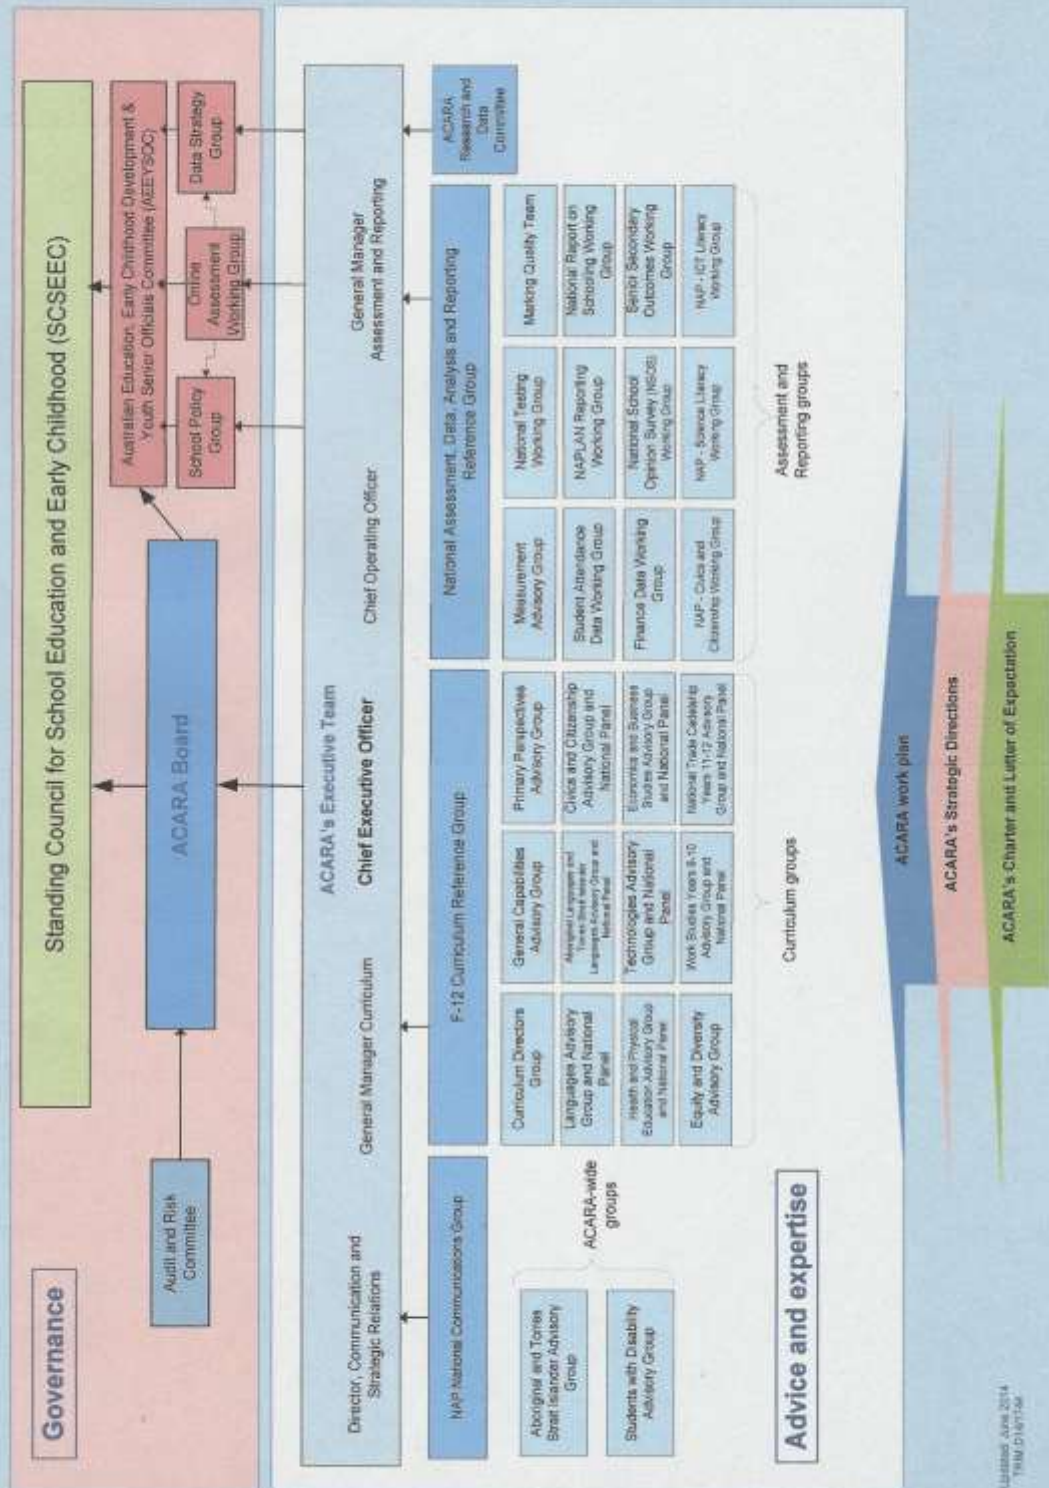 Governance
Standing Council for School Education and Early Childhood (SCSEEC)
Audit and Risk
Committee
ACARA Board
Australian Education, Early Childhood Development &
Youth Senior Officials Committee (AEEYSOC)
School Policy
Group
Online
Assessment
Working Group
Data Strategy
Group
ACARA's Executive Team
Chief Executive Officer
Director, Communication and
Strategic Relations
General Manager Curriculum
Chief Operating Officer
General Manager
Assessment and Reporting
NAP National Communications Group
F-12 Curriculum Reference Group
National Assessment, Data, Analysis and Reporting
Reference Group
ACARA
Research and
Data
Committee
Aboriginal and Torres
Strait Islander Advisory
Group
Students with Disability
Advisory Group
ACARA-wide
groups
Curriculum Directors
Group
General Capabilities
Advisory Group
Primary Perspectives
Advisory Group
Languages Advisory
Group and National
Panel
Aboriginal Languages and
Torres Strait Islander
Languages Advisory Group and
National Panel
Civics and Citizenship
Advisory Group and
National Panel
Health and Physical
Education Advisory Group
and National Panel
Technologies Advisory
Group and National
Panel
Economics and Business
Studies Advisory Group
and National Panel
Equity and Diversity
Advisory Group
Work Studies Years 9-10
Advisory Group and
National Panel
National Trade Cadetship
Years 11-12 Advisory
Group and National Panel
Curriculum groups
Measurement
Advisory Group
National Testing
Working Group
Marking Quality Team
Student Attendance
Data Working Group
NAPLAN Reporting
Working Group
National Report on
Schooling Working
Group
Finance Data Working
Group
National School
Opinion Survey (NSOS)
Working Group
Senior Secondary
Outcomes Working
Group
NAP - Civics and
Citizenship Working Group
NAP - Science Literacy
Working Group
NAP - ICT Literacy
Working Group
Assessment and
Reporting groups
Advice and expertise
ACARA work plan
ACARA's Strategic Directions
ACARA's Charter and Letter of Expectation
Updated June 2014
TRIM